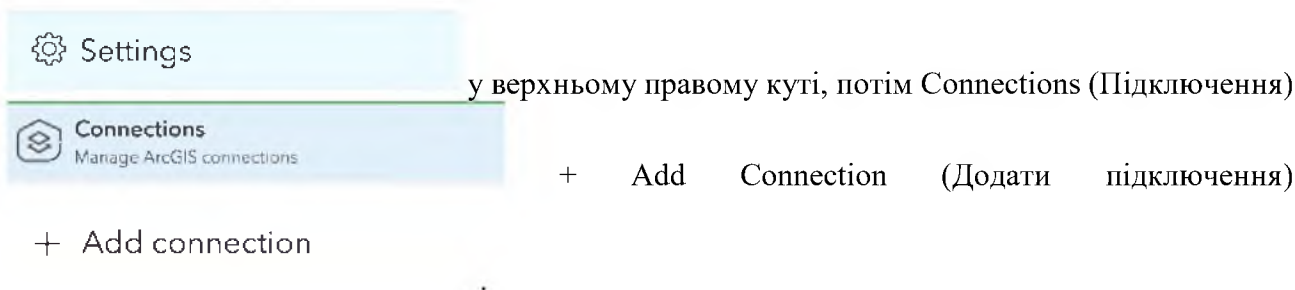 Settings
у верхньому правому куті, потім Connections (Підключення)
Connections
Manage ArcGIS connections
+ Add Connection (Додати підключення)
+ Add connection